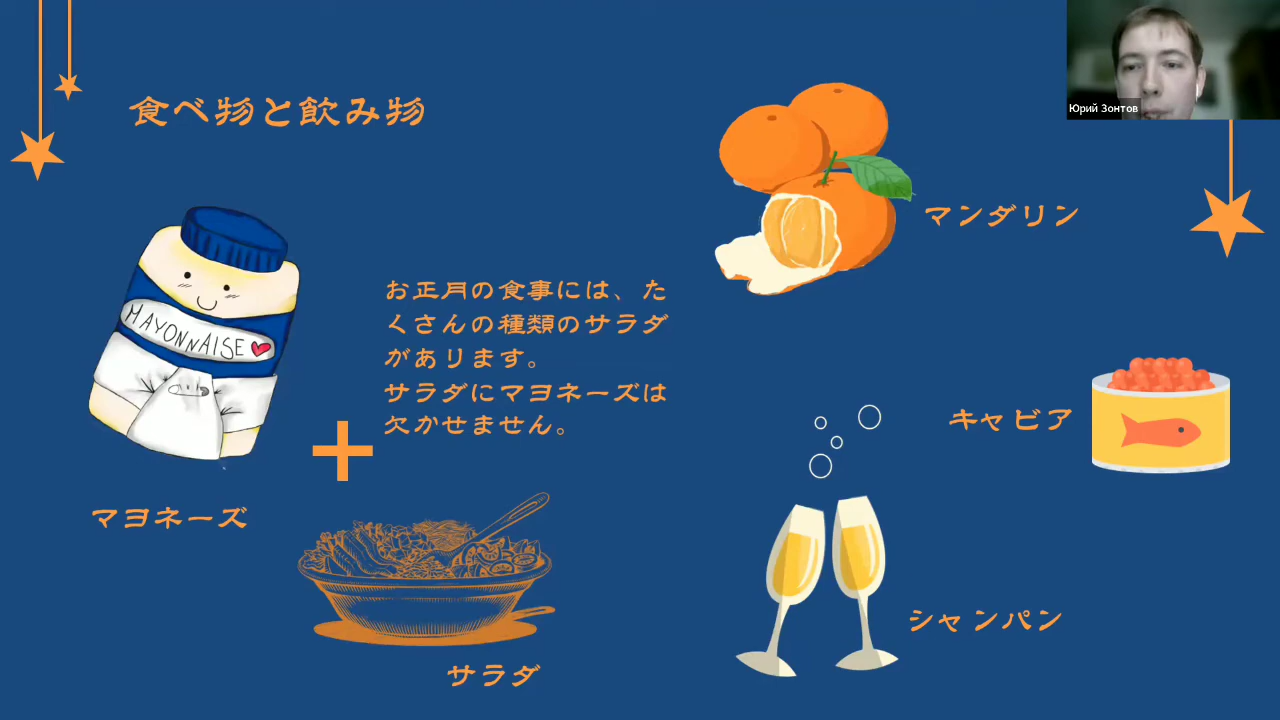 食べ物と飲み物
Юрий Зонтов
マンダリン
MAYONNAISE
お正月の食事には、た
くさんの種類のサラダ
があります。
サラダにマヨネーズは
欠かせません。
キャビア
マヨネーズ
シャンパン
サラダ